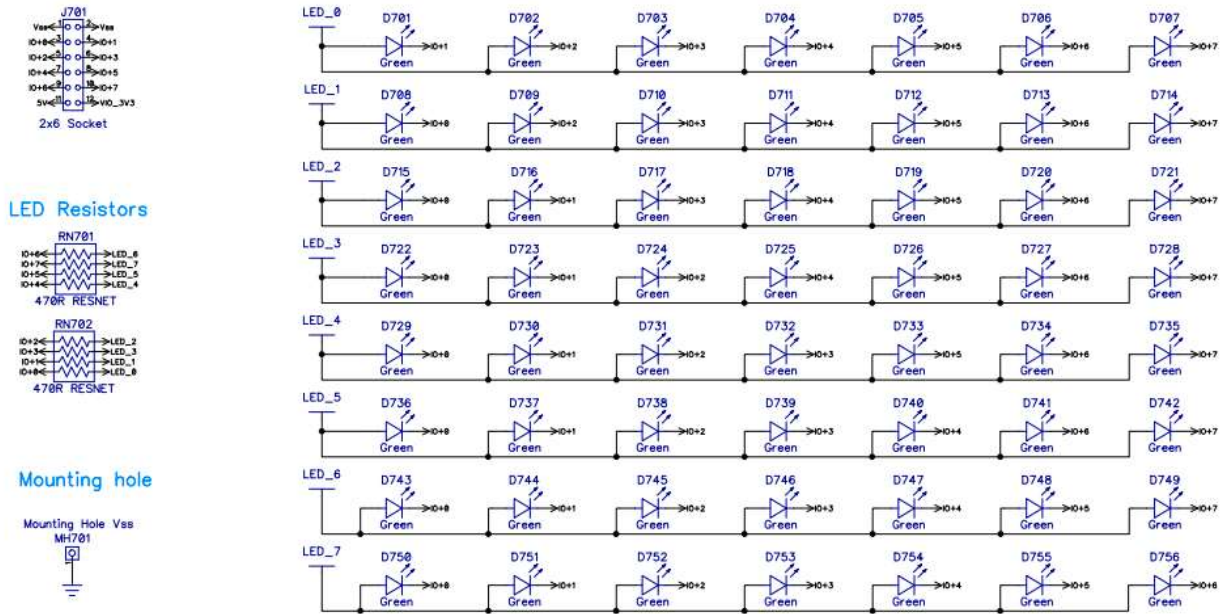 J701
Vss 1 2 Vss
IO+0 3 4 IO+1
IO+2 5 6 IO+3
IO+4 7 8 IO+5
IO+6 9 10 IO+7
5V 11 12 VIO_3V3
2x6 Socket
LED Resistors
RN701
IO+6 LED_6
IO+7 LED_7
IO+5 LED_5
IO+4 LED_4
470R RESNET
RN702
IO+2 LED_2
IO+3 LED_3
IO+1 LED_1
IO+0 LED_0
470R RESNET
Mounting hole
Mounting Hole Vss
MH701
LED_0 D701 D702 D703 D704 D705 D706 D707
IO+1 IO+2 IO+3 IO+4 IO+5 IO+6 IO+7
Green Green Green Green Green Green Green
LED_1 D708 D709 D710 D711 D712 D713 D714
IO+0 IO+2 IO+3 IO+4 IO+5 IO+6 IO+7
Green Green Green Green Green Green Green
LED_2 D715 D716 D717 D718 D719 D720 D721
IO+0 IO+1 IO+3 IO+4 IO+5 IO+6 IO+7
Green Green Green Green Green Green Green
LED_3 D722 D723 D724 D725 D726 D727 D728
IO+0 IO+1 IO+2 IO+4 IO+5 IO+6 IO+7
Green Green Green Green Green Green Green
LED_4 D729 D730 D731 D732 D733 D734 D735
IO+0 IO+1 IO+2 IO+3 IO+5 IO+6 IO+7
Green Green Green Green Green Green Green
LED_5 D736 D737 D738 D739 D740 D741 D742
IO+0 IO+1 IO+2 IO+3 IO+4 IO+6 IO+7
Green Green Green Green Green Green Green
LED_6 D743 D744 D745 D746 D747 D748 D749
IO+0 IO+1 IO+2 IO+3 IO+4 IO+5 IO+7
Green Green Green Green Green Green Green
LED_7 D750 D751 D752 D753 D754 D755 D756
IO+0 IO+1 IO+2 IO+3 IO+4 IO+5 IO+6
Green Green Green Green Green Green Green